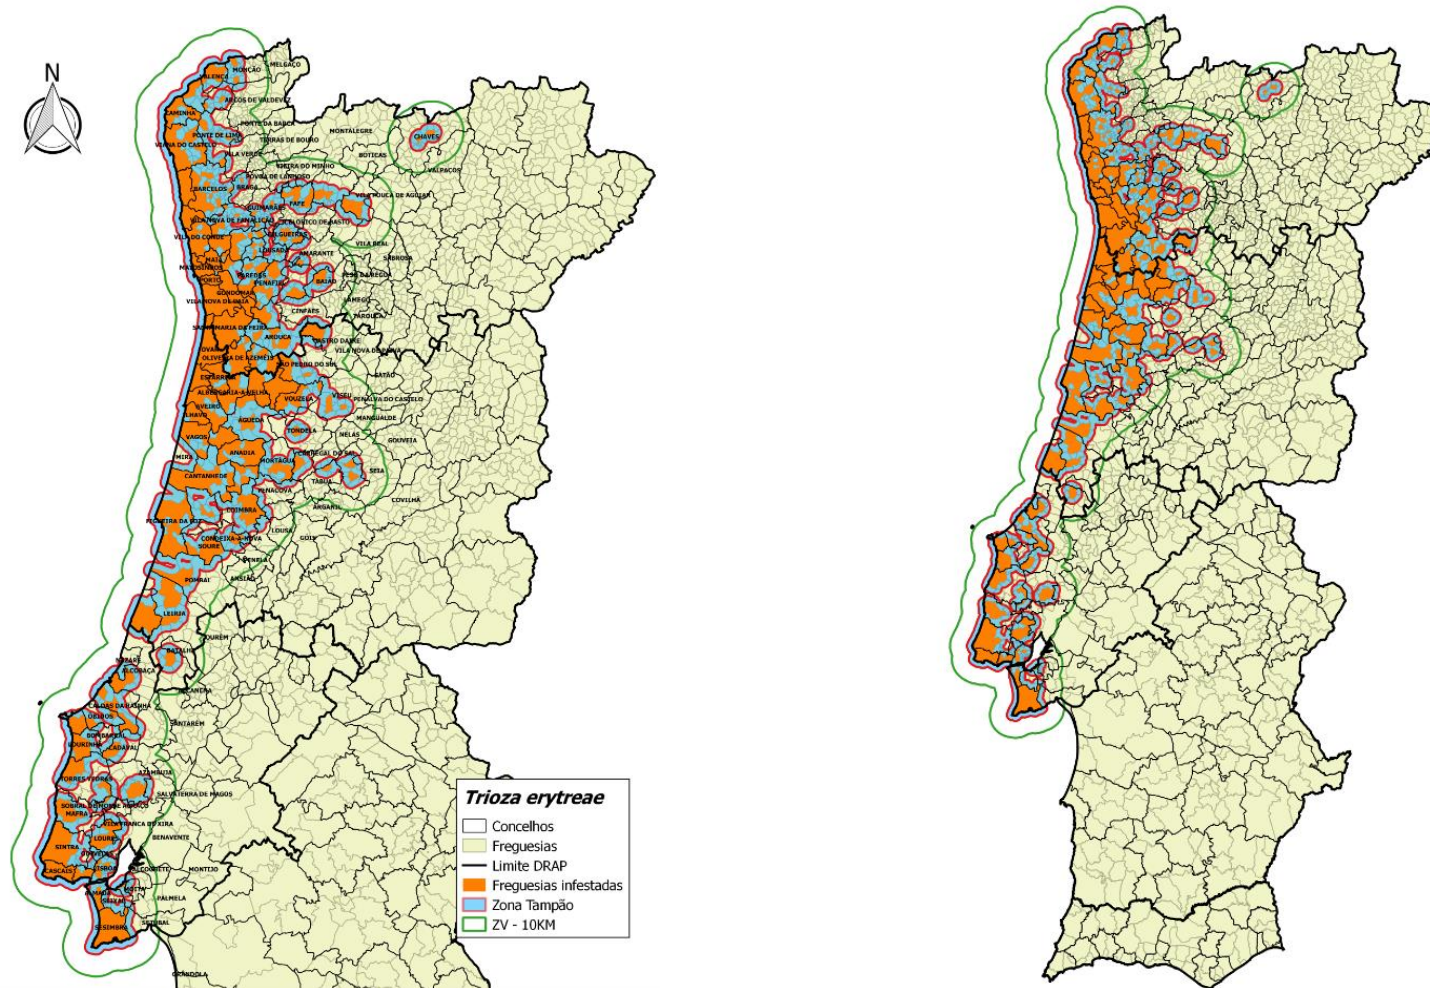 N
MELGAÇO
MONÇÃO
VALENÇA
ARCOS DE VALDEVEZ
CAMINHA
PONTE DA BARCA
MONTALEGRE
CHAVES
PONTE DE LIMA
TERRAS DE BOURO
VIANA DO CASTELO
VILA VERDE
BOTICAS
VIEIRA DO MINHO
VALPAÇOS
PÓVOA DE LANHOSO
BARCELOS
BRAGA
VILA POUCA DE AGUIAR
FAFE
GUIMARÃES
VILA NOVA DE FAMALICÃO
CELORICO DE BASTO
VILA DO CONDE
FELGUEIRAS
VILA REAL
LOUSADA
AMARANTE
SABROSA
MAIA
MATOSINHOS
PAREDES
PESO DA RÉGUA
PORTO
PENAFIEL
BAIÃO
GONDOMAR
VILA NOVA DE GAIA
LAMEGO
CINFÃES
TAROUCA
SANTA MARIA DA FEIRA
AROUCA
CASTRO DAIRE
OVAR
VILA NOVA DE PAIVA
OLIVEIRA DE AZEMÉIS
SÃO PEDRO DO SUL
SATÃO
ESTARREJA
ALBERGARIA-A-VELHA
VOUZELA
VISEU
PENALVA DO CASTELO
AVEIRO
ÍLHAVO
ÁGUEDA
MANGUALDE
VAGOS
TONDELA
NELAS
GOUVEIA
ANADIA
CARREGAL DO SAL
MIRA
MORTÁGUA
SEIA
CANTANHEDE
TÁBUA
PENACOVA
COVILHÃ
COIMBRA
ARGANIL
FIGUEIRA DA FOZ
LOUSÃ
CONDEIXA-A-NOVA
GÓIS
SOURE
PENELA
POMBAL
ANSIÃO
LEIRIA
OURÉM
BATALHA
NAZARÉ
ALCOBAÇA
ALCANENA
CALDAS DA RAINHA
SANTARÉM
BOMBARRAL
LOURINHÃ
CADAVAL
AZAMBUJA
TORRES VEDRAS
SALVATERRA DE MAGOS
SOBRAL DE MONTE AGRAÇO
MAFRA
VILA FRANCA DE XIRA
BENAVENTE
LOURES
SINTRA
CASCAIS
LISBOA
ALCOCHETE
MONTIJO
ALMADA
MOITA
SEIXAL
PALMELA
SESIMBRA
SETÚBAL
GRÂNDOLA
Trioza erytreae
Concelhos
Freguesias
Limite DRAP
Freguesias infestadas
Zona Tampão
ZV - 10KM